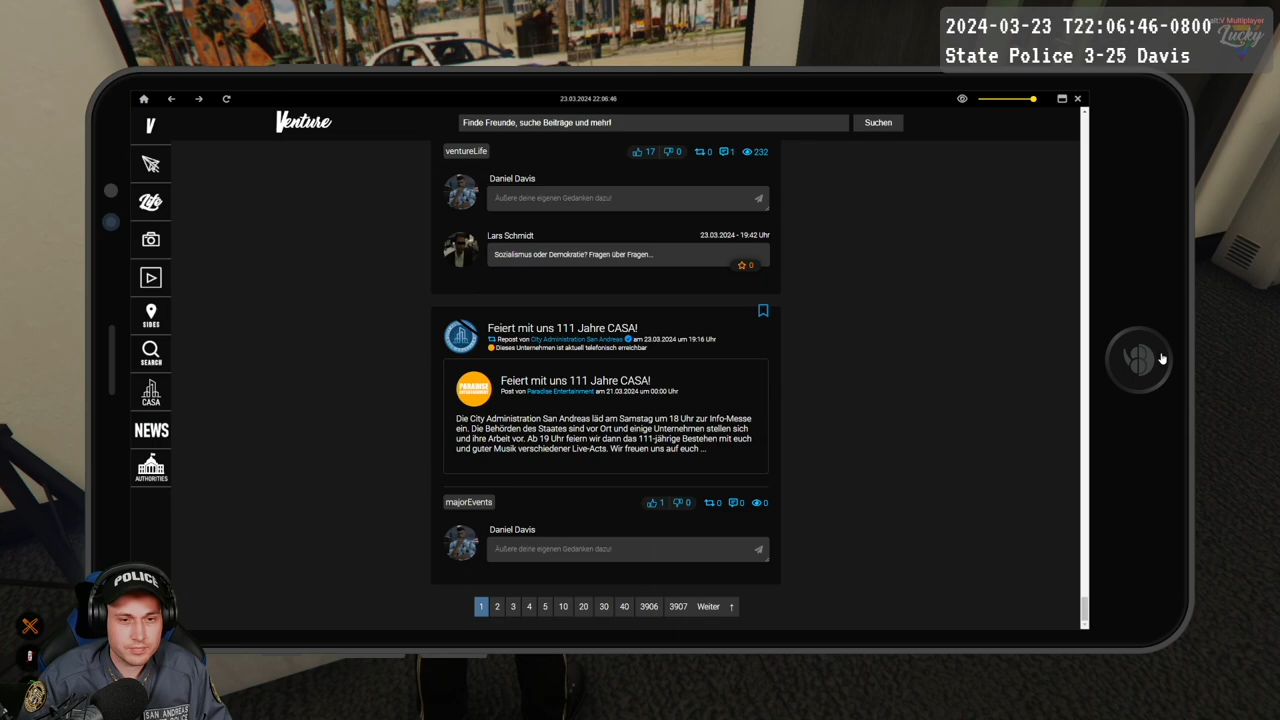 2024-03-23 T22:06:46-0800
alt:V Multiplayer
Lucky
State Police 3-25 Davis
23.03.2024 22:06:46
V
Venture
Finde Freunde, suche Beiträge und mehr!
Suchen
Life
SIDES
SEARCH
CASA
NEWS
AUTHORITIES
ventureLife
17 0 0 1 232
Daniel Davis
Äußere deine eigenen Gedanken dazu!
Lars Schmidt 23.03.2024 - 19:42 Uhr
Sozialismus oder Demokratie? Fragen über Fragen...
0
Feiert mit uns 111 Jahre CASA!
Repost von City Administration San Andreas am 23.03.2024 um 19:16 Uhr
Dieses Unternehmen ist aktuell telefonisch erreichbar
PARADISE
ENTERTAINMENT
Feiert mit uns 111 Jahre CASA!
Post von Paradise Entertainment am 21.03.2024 um 00:00 Uhr
Die City Administration San Andreas läd am Samstag um 18 Uhr zur Info-Messe
ein. Die Behörden des Staates sind vor Ort und einige Unternehmen stellen sich
und ihre Arbeit vor. Ab 19 Uhr feiern wir dann das 111-jährige Bestehen mit euch
und guter Musik verschiedener Live-Acts. Wir freuen uns auf euch ...
majorEvents
1 0 0 0 0
Daniel Davis
Äußere deine eigenen Gedanken dazu!
1 2 3 4 5 10 20 30 40 3906 3907 Weiter ↑
POLICE
SAN ANDREAS